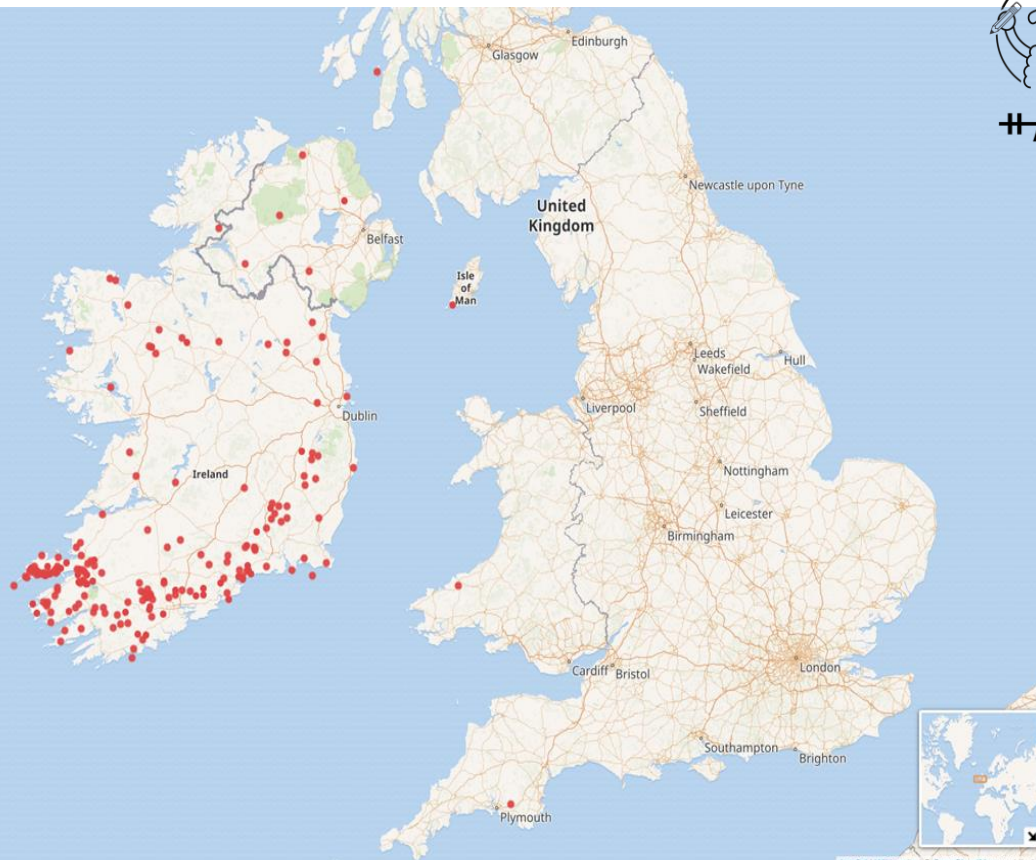 Edinburgh
Glasgow
Newcastle upon Tyne
United
Kingdom
Belfast
Isle
of
Man
Leeds
Wakefield
Hull
Liverpool
Sheffield
Dublin
Ireland
Nottingham
Leicester
Birmingham
Cardiff
Bristol
London
Southampton
Brighton
Plymouth